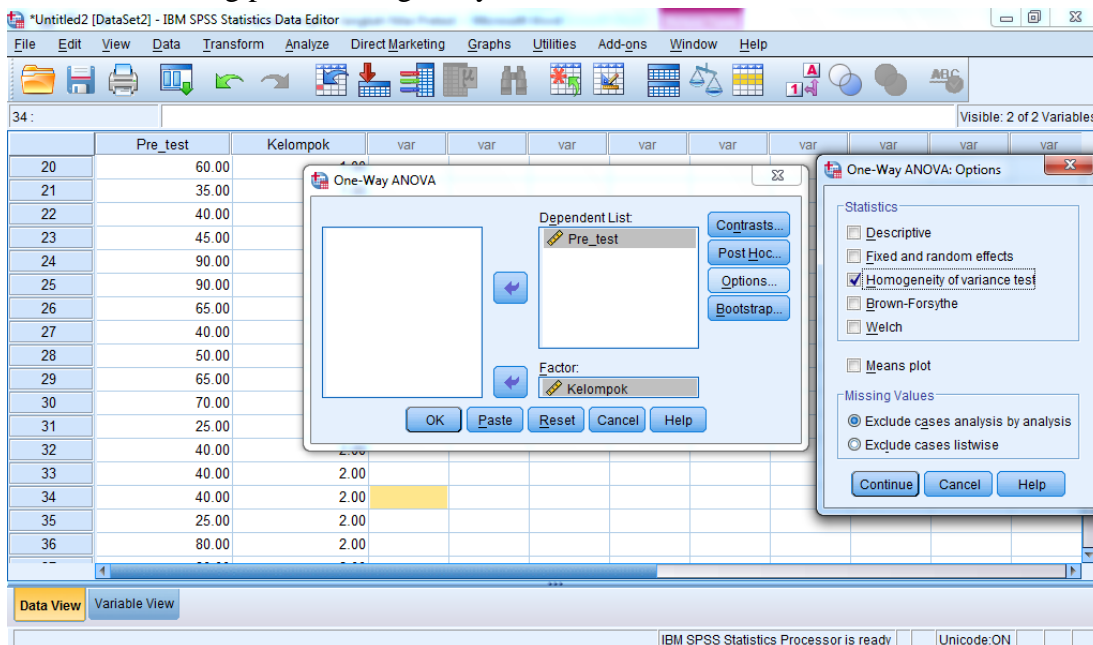 *Untitled2 [DataSet2] - IBM SPSS Statistics Data Editor
File Edit View Data Transform Analyze Direct Marketing Graphs Utilities Add-ons Window Help
34 :
Visible: 2 of 2 Variables
Pre_test Kelompok var var var var var var var var
20 60.00
21 35.00
22 40.00
23 45.00
24 90.00
25 90.00
26 65.00
27 40.00
28 50.00
29 65.00
30 70.00
31 25.00
32 40.00
33 40.00 2.00
34 40.00 2.00
35 25.00 2.00
36 80.00 2.00
One-Way ANOVA
Dependent List:
Pre_test
Factor:
Kelompok
Contrasts...
Post Hoc...
Options...
Bootstrap...
OK Paste Reset Cancel Help
One-Way ANOVA: Options
Statistics
Descriptive
Fixed and random effects
Homogeneity of variance test
Brown-Forsythe
Welch
Means plot
Missing Values
Exclude cases analysis by analysis
Exclude cases listwise
Continue Cancel Help
Data View Variable View
IBM SPSS Statistics Processor is ready Unicode:ON